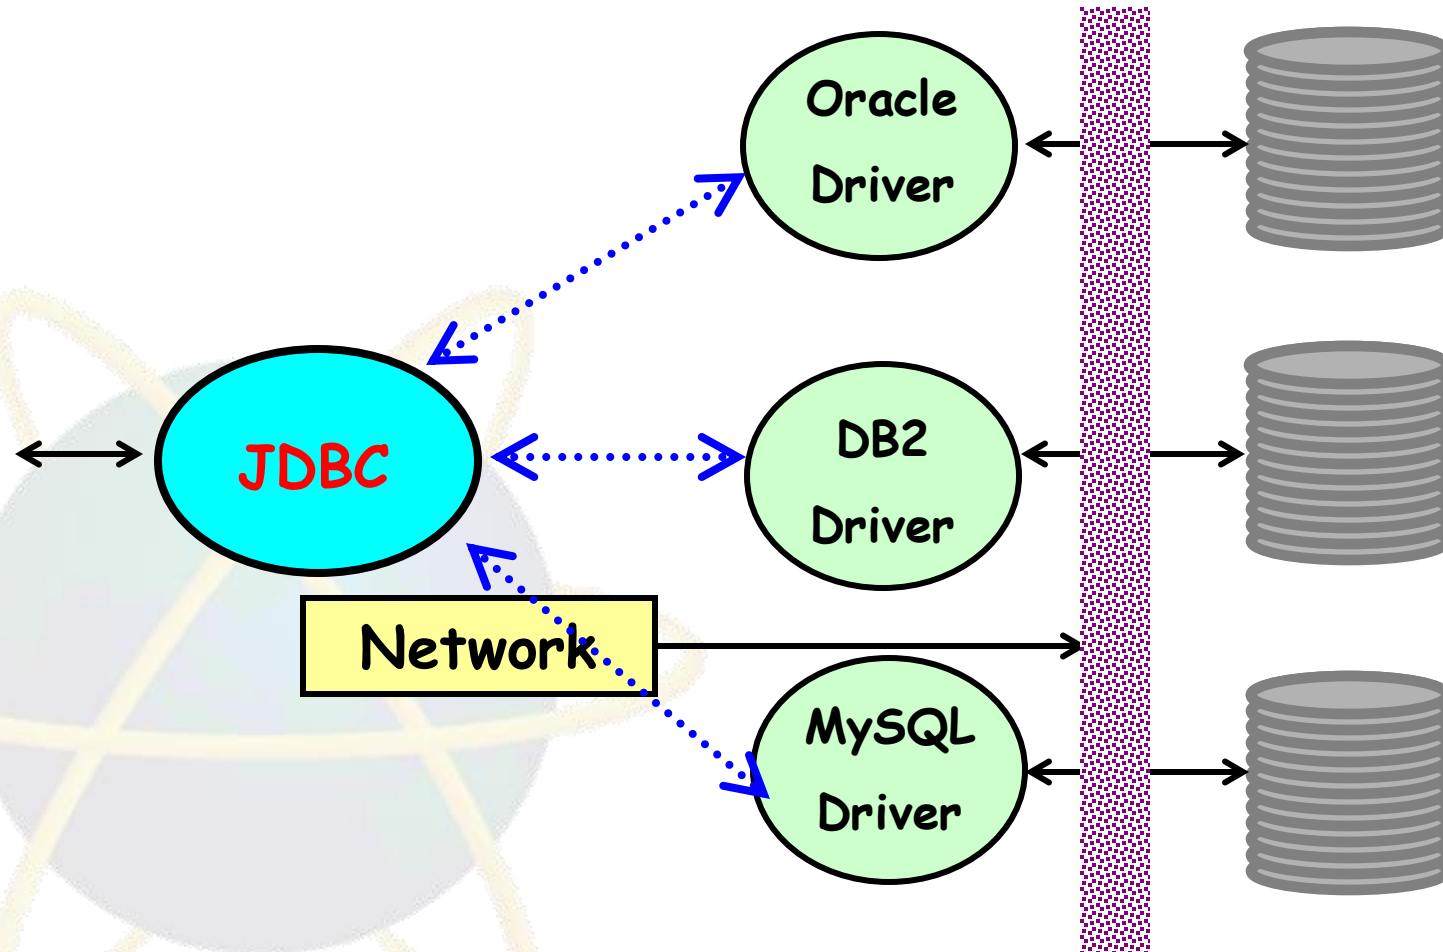 Oracle
Driver
JDBC
DB2
Driver
Network
MySQL
Driver